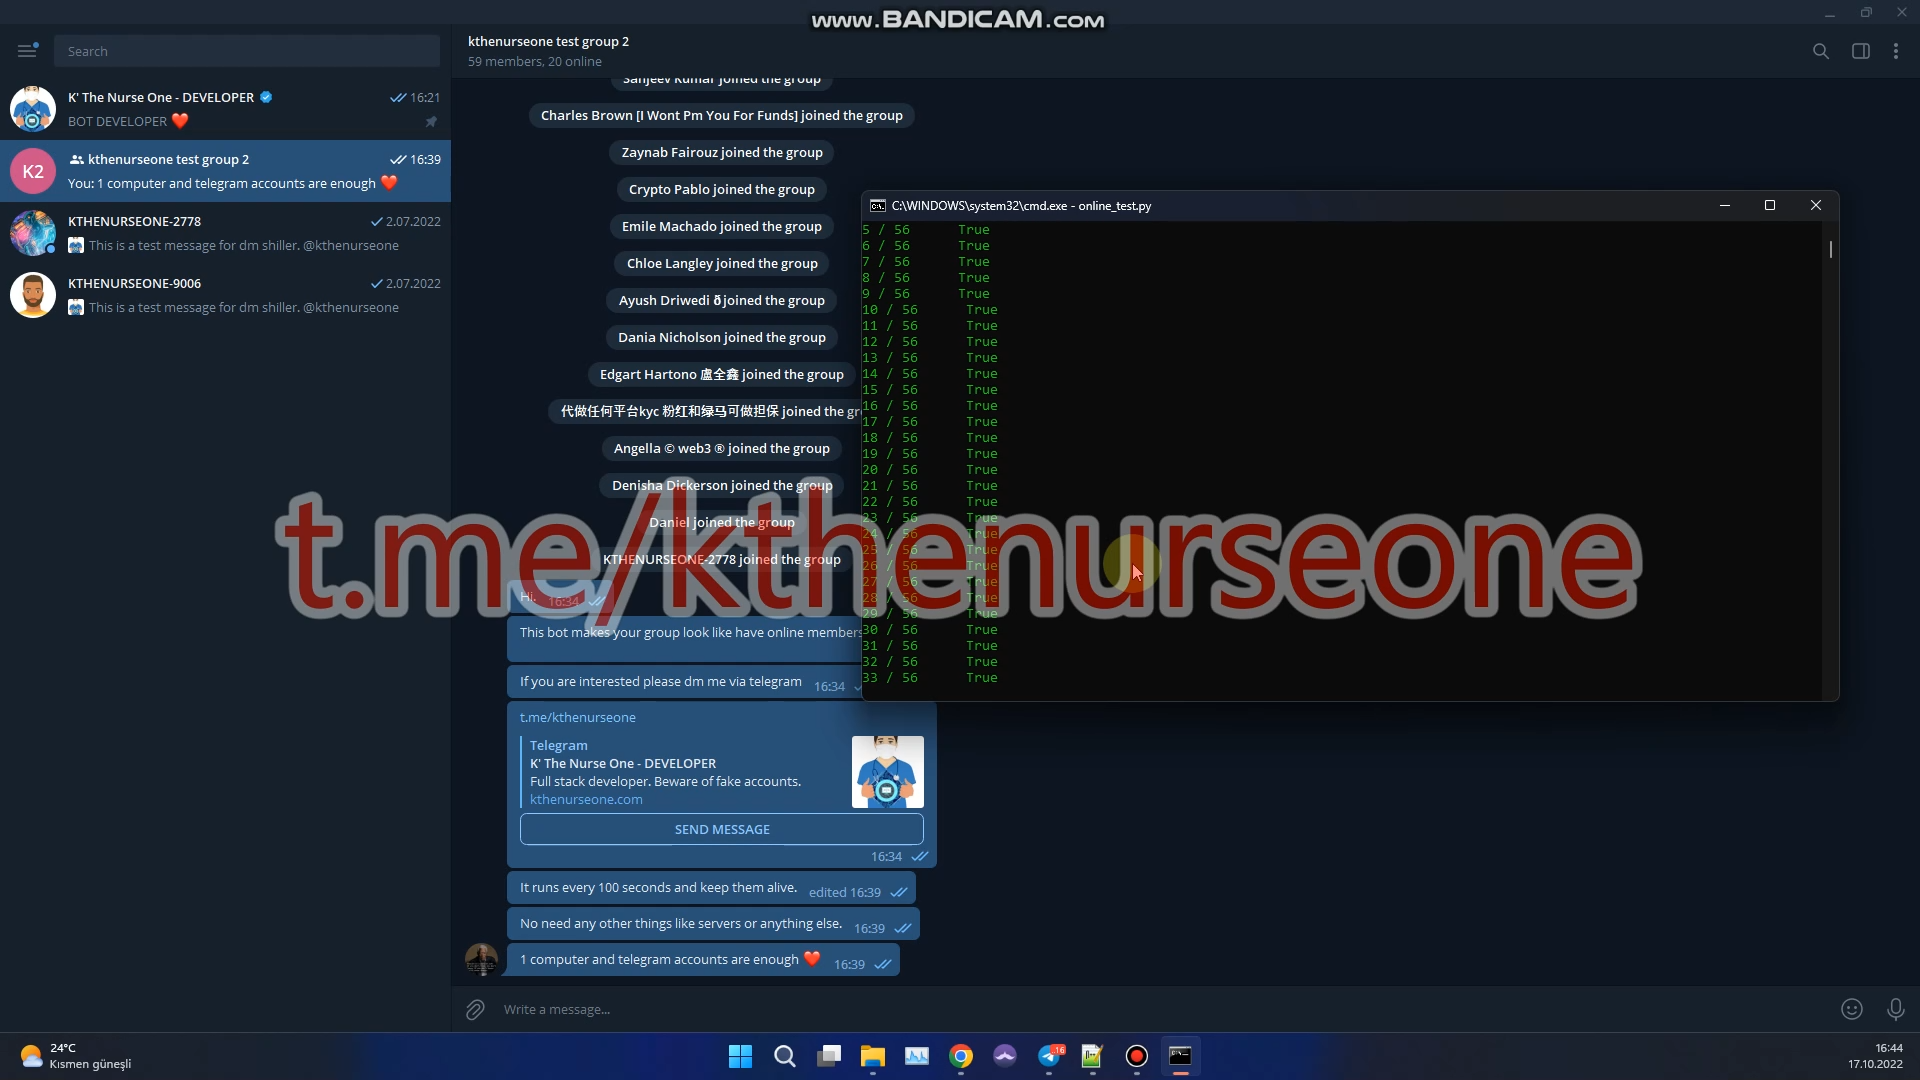 www.BANDICAM.com
Search
K' The Nurse One - DEVELOPER
16:21
BOT DEVELOPER ❤️
K2
kthenurseone test group 2
16:39
You: 1 computer and telegram accounts are enough ❤️
KTHENURSEONE-2778
2.07.2022
This is a test message for dm shiller. @kthenurseone
KTHENURSEONE-9006
2.07.2022
This is a test message for dm shiller. @kthenurseone
kthenurseone test group 2
59 members, 20 online
Sanjeev Kumar joined the group
Charles Brown [I Wont Pm You For Funds] joined the group
Zaynab Fairouz joined the group
Crypto Pablo joined the group
Emile Machado joined the group
Chloe Langley joined the group
Ayush Driwedi ð joined the group
Dania Nicholson joined the group
Edgart Hartono 盧全鑫 joined the group
代做任何平台kyc 粉红和绿马可做担保 joined the
Angella © web3 ® joined the group
Denisha Dickerson joined the group
Daniel joined the group
KTHENURSEONE-2778 joined the group
Hi. 16:34
This bot makes your group look like have online members
If you are interested please dm me via telegram 16:34
t.me/kthenurseone
Telegram
K' The Nurse One - DEVELOPER
Full stack developer. Beware of fake accounts.
kthenurseone.com
SEND MESSAGE
16:34
It runs every 100 seconds and keep them alive. edited 16:39
No need any other things like servers or anything else. 16:39
1 computer and telegram accounts are enough ❤️ 16:39
Write a message...
C:\WINDOWS\system32\cmd.exe - online_test.py
5 / 56 True
6 / 56 True
7 / 56 True
8 / 56 True
9 / 56 True
10 / 56 True
11 / 56 True
12 / 56 True
13 / 56 True
14 / 56 True
15 / 56 True
16 / 56 True
17 / 56 True
18 / 56 True
19 / 56 True
20 / 56 True
21 / 56 True
22 / 56 True
23 / 56 True
24 / 56 True
25 / 56 True
26 / 56 True
27 / 56 True
28 / 56 True
29 / 56 True
30 / 56 True
31 / 56 True
32 / 56 True
33 / 56 True
t.me/kthenurseone
24°C
Kısmen güneşli
16
16:44
17.10.2022